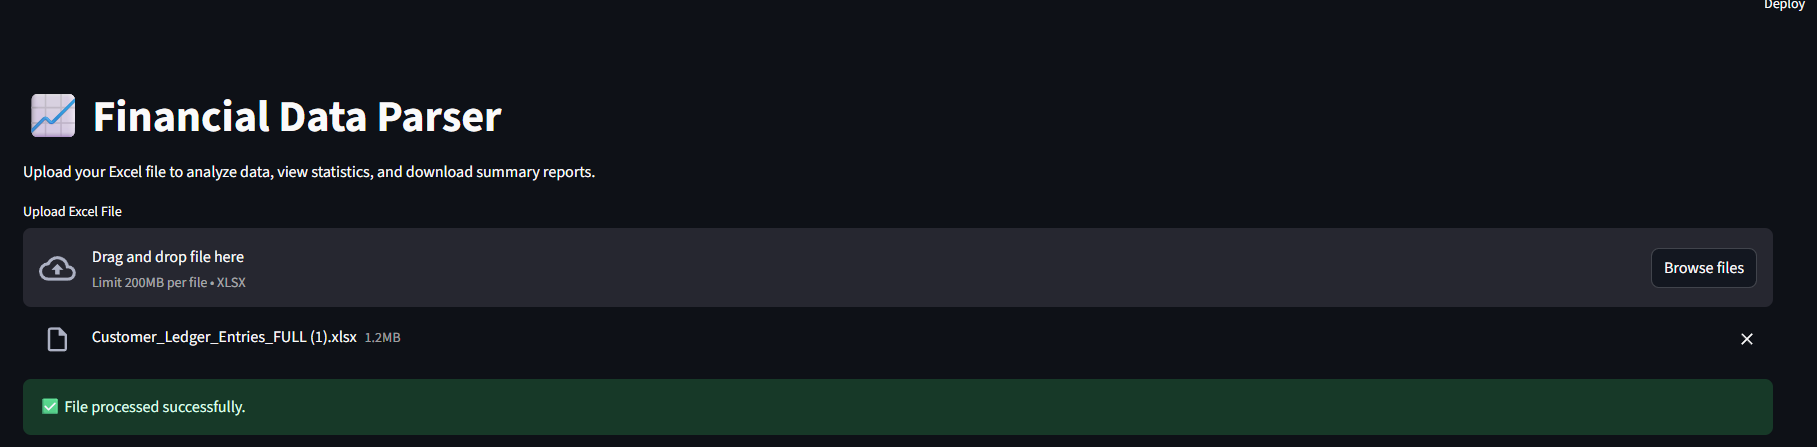 Deploy
Financial Data Parser
Upload your Excel file to analyze data, view statistics, and download summary reports.
Upload Excel File
Drag and drop file here
Limit 200MB per file • XLSX
Browse files
Customer_Ledger_Entries_FULL (1).xlsx 1.2MB
File processed successfully.